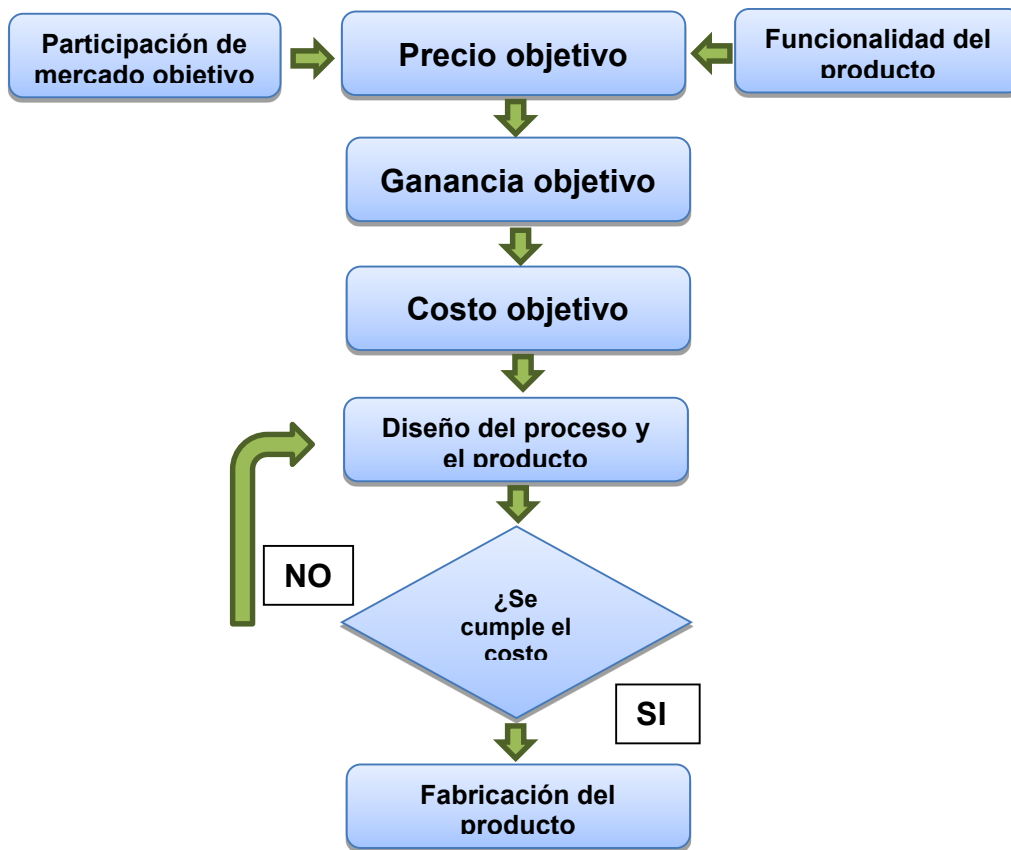 Participación de
mercado objetivo
Precio objetivo
Funcionalidad del
producto
Ganancia objetivo
Costo objetivo
Diseño del proceso y
el producto
NO
¿Se
cumple el
costo
SI
Fabricación del
producto